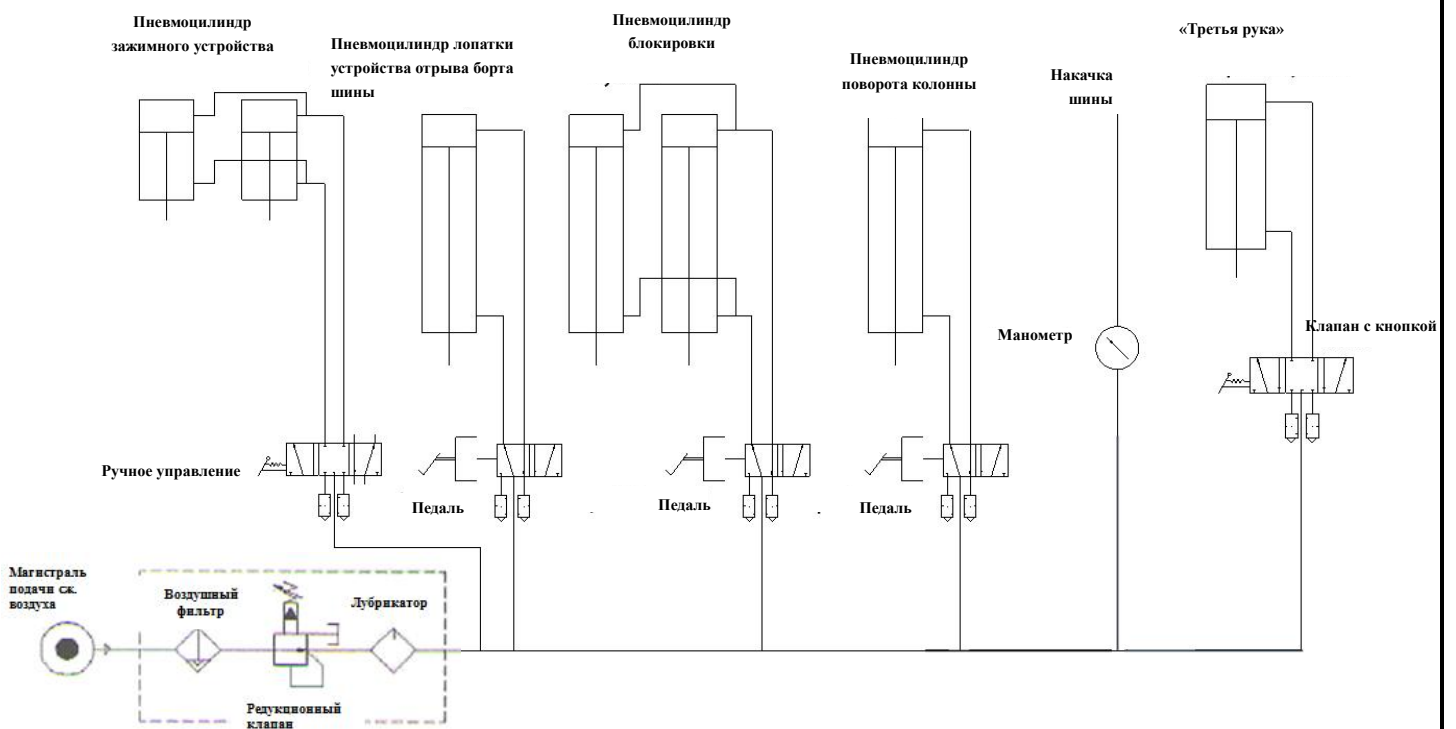 Пневмоцилиндр
зажимного устройства
Пневмоцилиндр лопатки
устройства отрыва борта
шины
Пневмоцилиндр
блокировки
Пневмоцилиндр
поворота колонны
Накачка
шины
«Третья рука»
Манометр
Клапан с кнопкой
Ручное управление
Педаль
Педаль
Педаль
Магистраль
подачи сж.
воздуха
Воздушный
фильтр
Лубрикатор
Редукционный
клапан